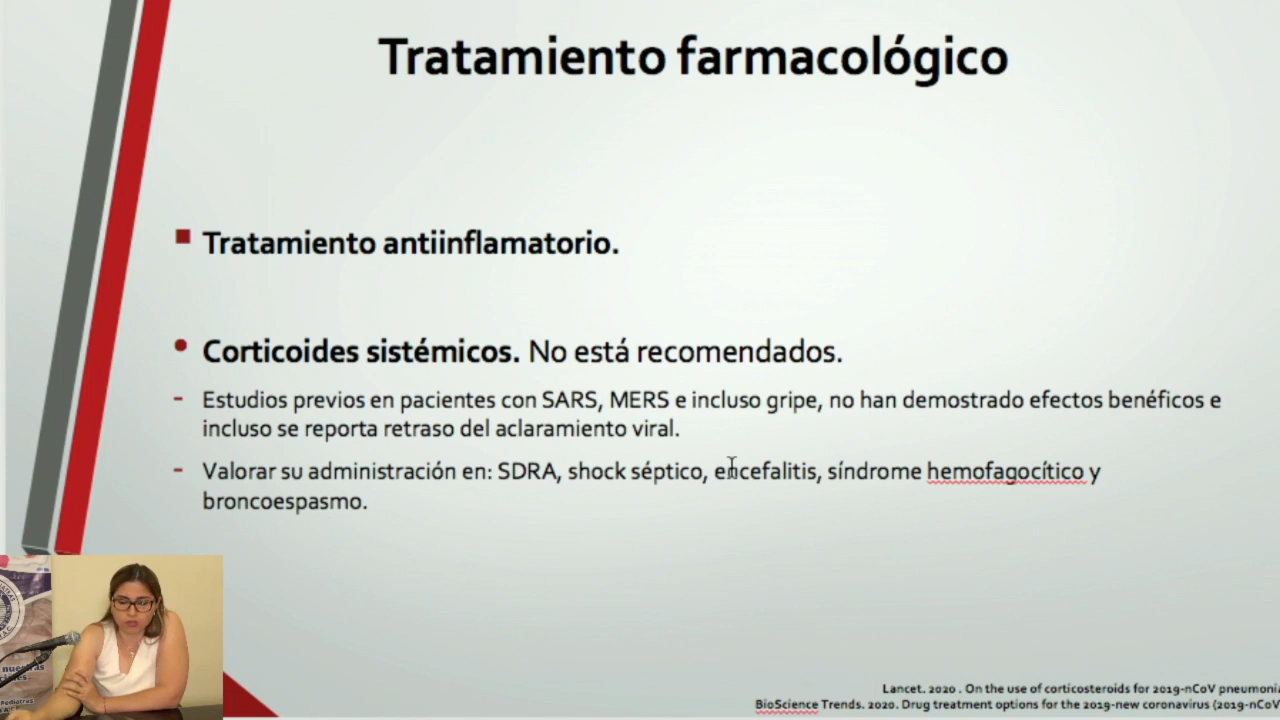 Tratamiento farmacológico
Tratamiento antiinflamatorio.
Corticoides sistémicos. No está recomendados.
- Estudios previos en pacientes con SARS, MERS e incluso gripe, no han demostrado efectos benéficos e
incluso se reporta retraso del aclaramiento viral.
- Valorar su administración en: SDRA, shock séptico, encefalitis, síndrome hemofagocítico y
broncoespasmo.
Lancet. 2020 . On the use of corticosteroids for 2019-nCoV pneumonia
BioScience Trends. 2020. Drug treatment options for the 2019-new coronavirus (2019-nCoV
Pediatras